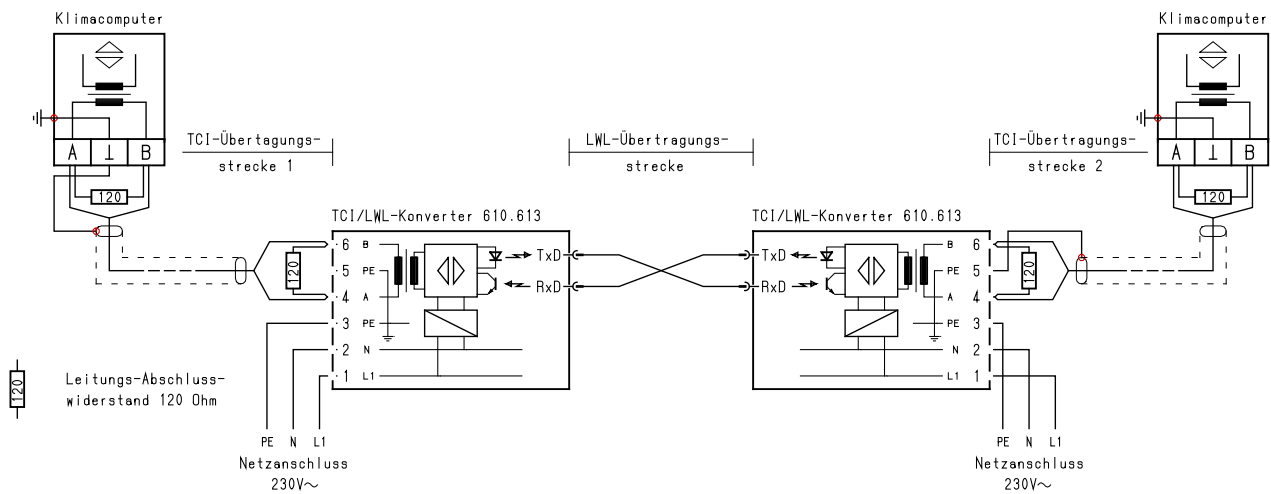 Klimacomputer
Klimacomputer
A ⊥ B
120
TCI-Übertagungs-
strecke 1
LWL-Übertragungs-
strecke
TCI-Übertragungs-
strecke 2
A ⊥ B
120
TCI/LWL-Konverter 610.613
6 B
5 PE
4 A
3 PE
2 N
1 L1
120
TxD
RxD
TCI/LWL-Konverter 610.613
TxD
RxD
B 6
PE 5
A 4
PE 3
N 2
L1 1
120
120
Leitungs-Abschluss-
widerstand 120 Ohm
PE N L1
Netzanschluss
230V~
PE N L1
Netzanschluss
230V~